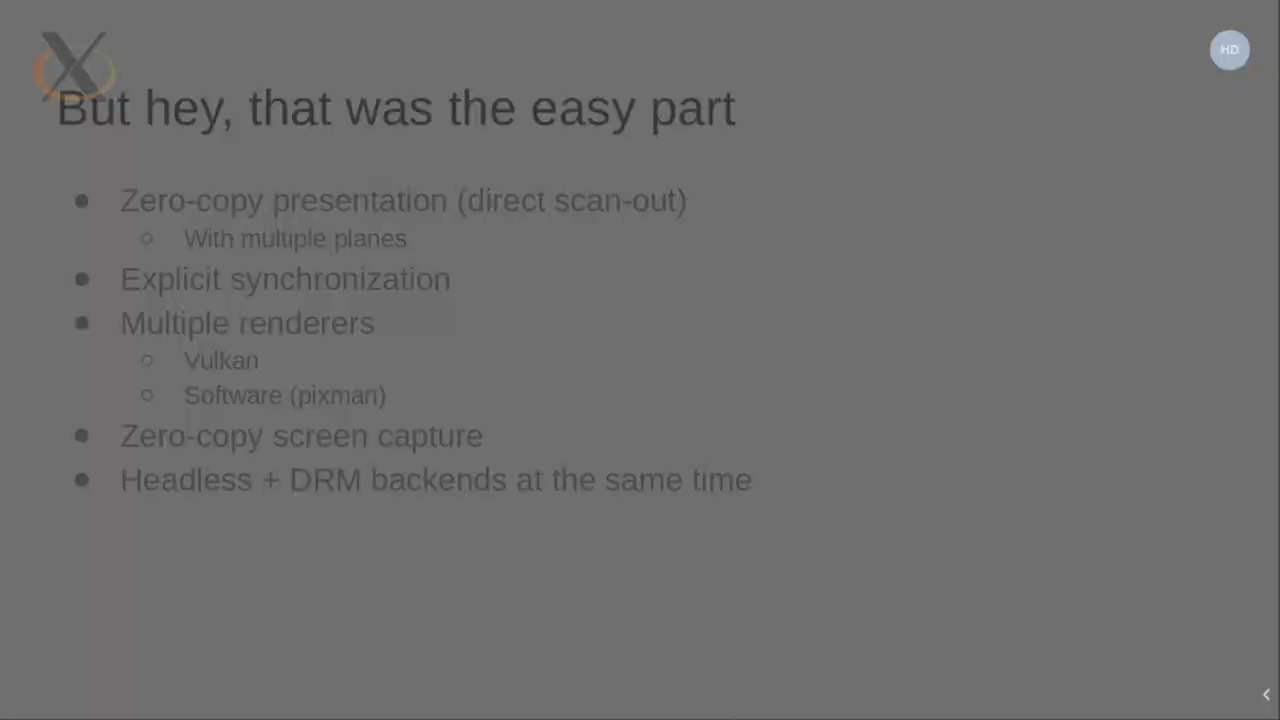 HD
But hey, that was the easy part
● Zero-copy presentation (direct scan-out)
○ With multiple planes
● Explicit synchronization
● Multiple renderers
○ Vulkan
○ Software (pixman)
● Zero-copy screen capture
● Headless + DRM backends at the same time